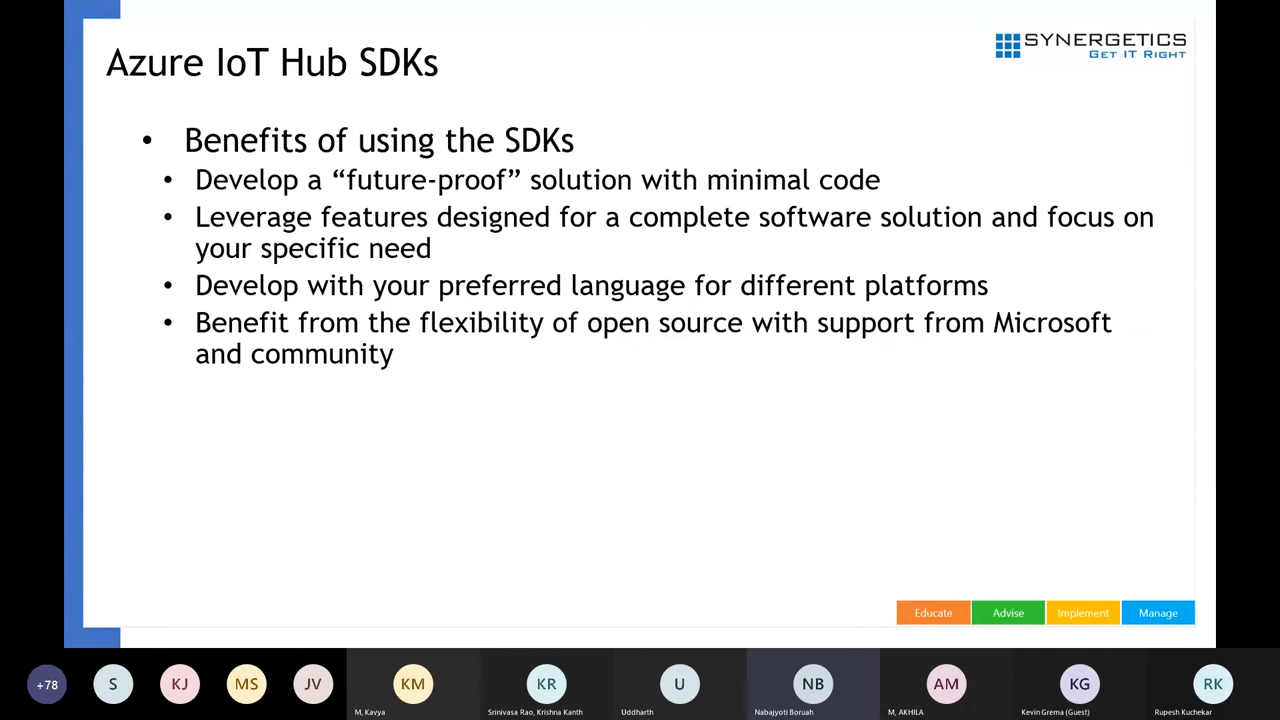 SYNERGETICS
GET IT RIGHT
Azure IoT Hub SDKs
• Benefits of using the SDKs
• Develop a “future-proof” solution with minimal code
• Leverage features designed for a complete software solution and focus on
your specific need
• Develop with your preferred language for different platforms
• Benefit from the flexibility of open source with support from Microsoft
and community
Educate Advise Implement Manage
+78 S KJ MS JV KM KR U NB AM KG RK
M, Kavya Srinivasa Rao, Krishna Kanth Uddharth Nabajyoti Boruah M, AKHILA Kevin Grema (Guest) Rupesh Kuchekar